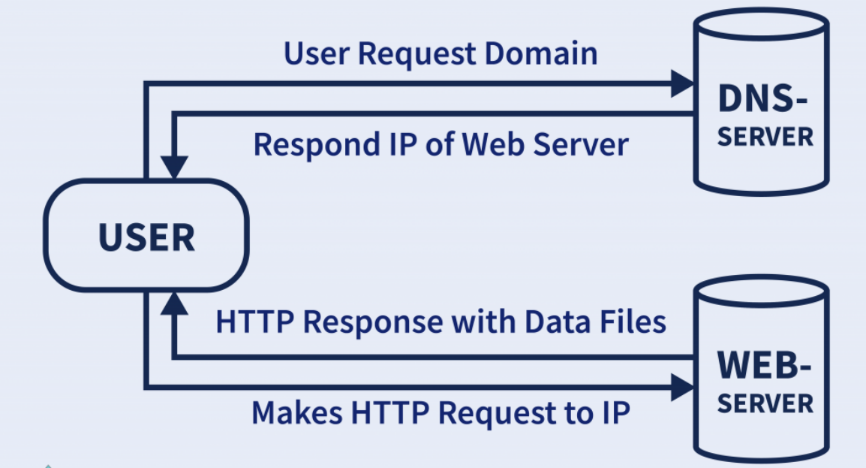 User Request Domain
DNS-
SERVER
Respond IP of Web Server
USER
HTTP Response with Data Files
WEB-
SERVER
Makes HTTP Request to IP